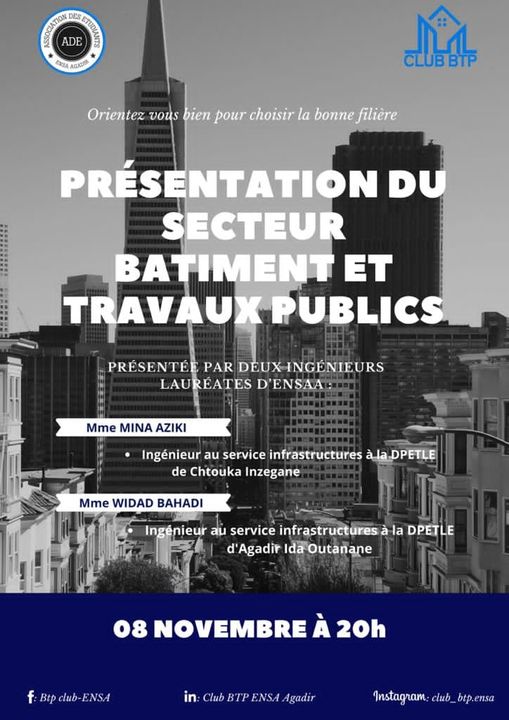 ASSOCIATION DES ETUDIANTS
ADE
ENSA AGADIR
CLUB BTP
Orientez vous bien pour choisir la bonne filière
PRÉSENTATION DU
SECTEUR
BATIMENT ET
TRAVAUX PUBLICS
PRÉSENTÉE PAR DEUX INGÉNIEURS
LAURÉATES D'ENSAA :
Mme MINA AZIKI
• Ingénieur au service infrastructures à la DPETLE
de Chtouka Inzegane
Mme WIDAD BAHADI
• Ingénieur au service infrastructures à la DPETLE
d'Agadir Ida Outanane
08 NOVEMBRE À 20h
f: Btp club-ENSA
in: Club BTP ENSA Agadir
Instagram: club_btp.ensa